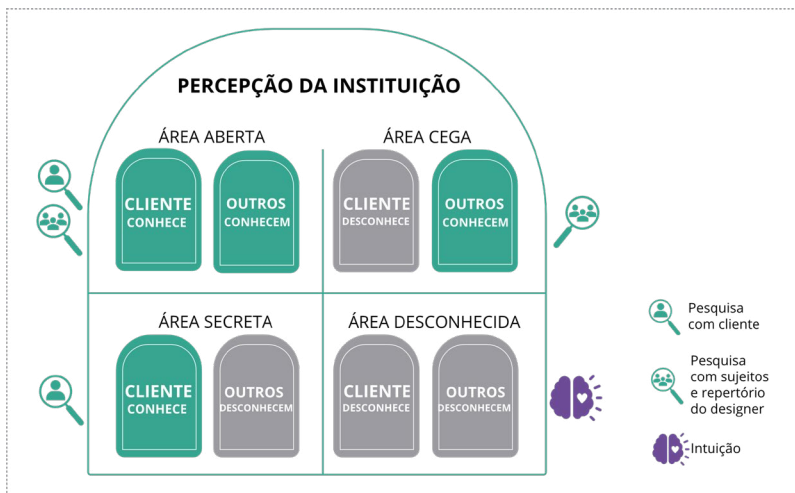 PERCEPÇÃO DA INSTITUIÇÃO
ÁREA ABERTA
ÁREA CEGA
CLIENTE
CONHECE
OUTROS
CONHECEM
CLIENTE
DESCONHECE
OUTROS
CONHECEM
ÁREA SECRETA
ÁREA DESCONHECIDA
CLIENTE
CONHECE
OUTROS
DESCONHECEM
CLIENTE
DESCONHECE
OUTROS
DESCONHECEM
Pesquisa
com cliente
Pesquisa
com sujeitos
e repertório
do designer
Intuição